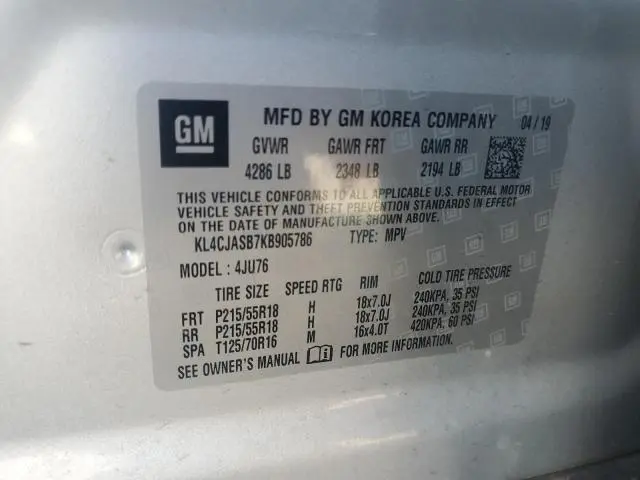 GM MFD BY GM KOREA COMPANY 04/19
GVWR GAWR FRT GAWR RR
4286 LB 2348 LB 2194 LB
THIS VEHICLE CONFORMS TO ALL APPLICABLE U.S. FEDERAL MOTOR
VEHICLE SAFETY AND THEFT PREVENTION STANDARDS IN EFFECT
ON THE DATE OF MANUFACTURE SHOWN ABOVE.
KL4CJASB7KB905786 TYPE: MPV
MODEL: 4JU76
TIRE SIZE SPEED RTG RIM COLD TIRE PRESSURE
FRT P215/55R18 H 18x7.0J 240KPA, 35 PSI
RR P215/55R18 H 18x7.0J 240KPA, 35 PSI
SPA T125/70R16 M 16x4.0T 420KPA, 60 PSI
SEE OWNER'S MANUAL FOR MORE INFORMATION.